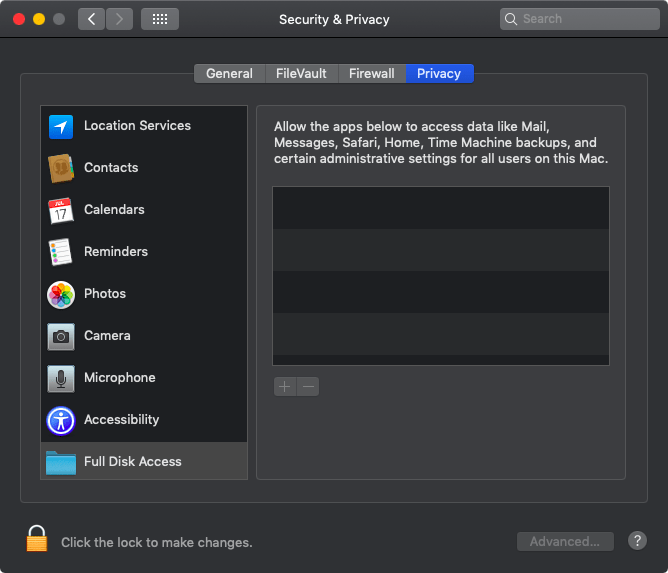 Security & Privacy
Search
General
FileVault
Firewall
Privacy
Location Services
Contacts
JUL
17
Calendars
Reminders
Photos
Camera
Microphone
Accessibility
Full Disk Access
Allow the apps below to access data like Mail,
Messages, Safari, Home, Time Machine backups, and
certain administrative settings for all users on this Mac.
+
−
Click the lock to make changes.
Advanced...
?